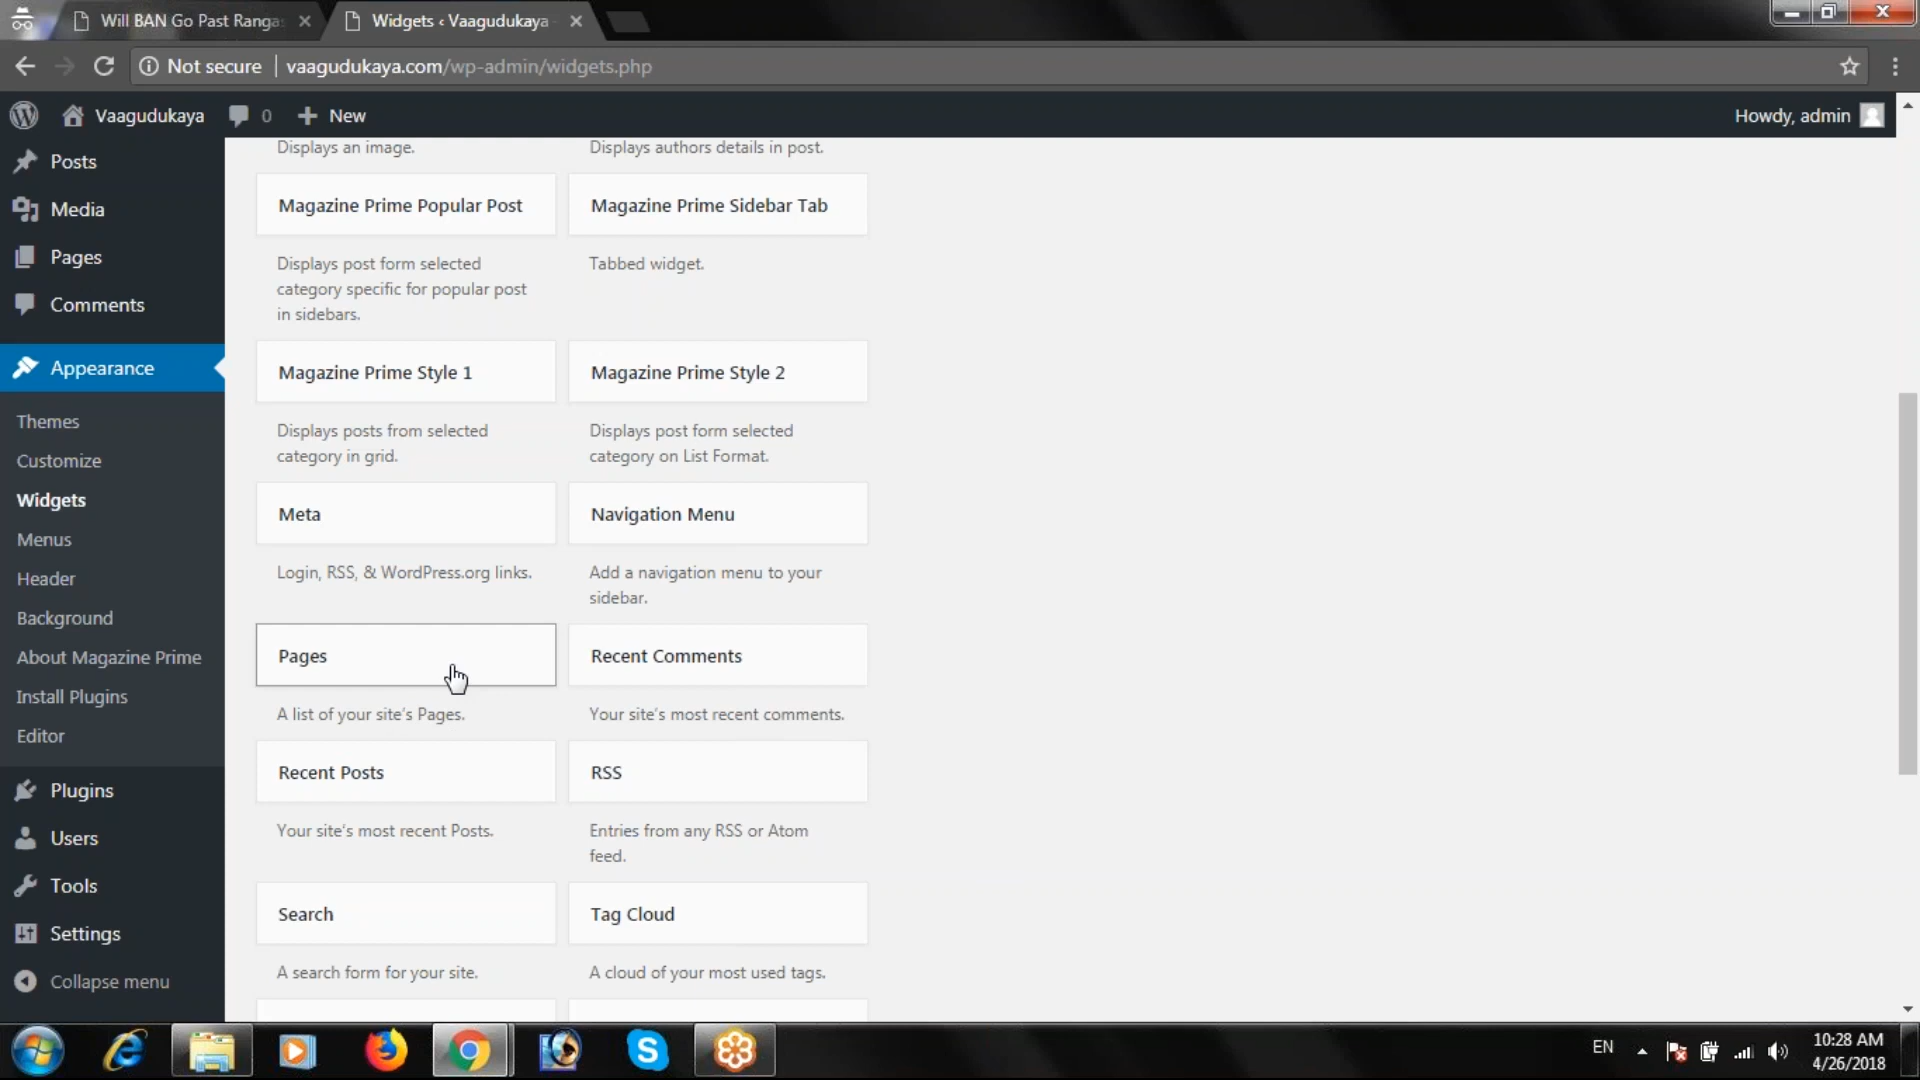 Will BAN Go Past Ranga
Widgets ‹ Vaagudukaya
Not secure
vaagudukaya.com/wp-admin/widgets.php
Vaagudukaya
0
New
Howdy, admin
Posts
Media
Pages
Comments
Appearance
Themes
Customize
Widgets
Menus
Header
Background
About Magazine Prime
Install Plugins
Editor
Plugins
Users
Tools
Settings
Collapse menu
Displays an image.
Displays authors details in post.
Magazine Prime Popular Post
Magazine Prime Sidebar Tab
Displays post form selected
category specific for popular post
in sidebars.
Tabbed widget.
Magazine Prime Style 1
Magazine Prime Style 2
Displays posts from selected
category in grid.
Displays post form selected
category on List Format.
Meta
Navigation Menu
Login, RSS, & WordPress.org links.
Add a navigation menu to your
sidebar.
Pages
Recent Comments
A list of your site's Pages.
Your site's most recent comments.
Recent Posts
RSS
Your site's most recent Posts.
Entries from any RSS or Atom
feed.
Search
Tag Cloud
A search form for your site.
A cloud of your most used tags.
EN
10:28 AM
4/26/2018